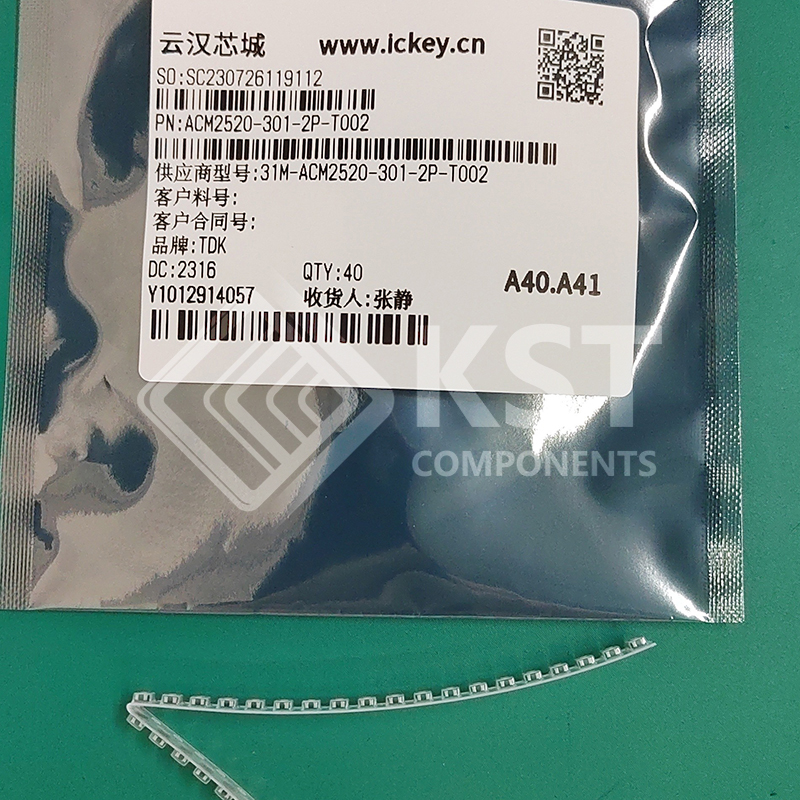 云汉芯城 www.ickey.cn
SO:SC230726119112
PN:ACM2520-301-2P-T002
供应商型号:31M-ACM2520-301-2P-T002
客户料号:
客户合同号:
品牌:TDK
DC:2316 QTY:40
A40.A41
Y1012914057 收货人:张静
KST
COMPONENTS